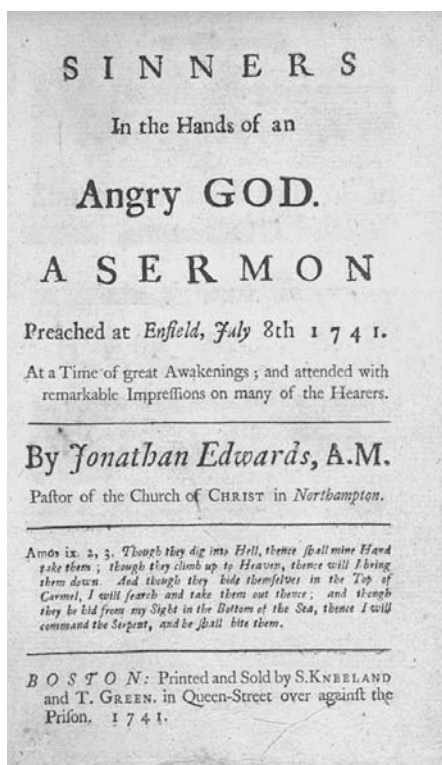 SINNERS
In the Hands of an
Angry GOD.
A SERMON
Preached at Enfield, July 8th 1741.
At a Time of great Awakenings ; and attended with
remarkable Impreſſions on many of the Hearers.
By Jonathan Edwards, A.M.
Paſtor of the Church of CHRIST in Northampton.
Amos ix. 2, 3. Though they dig into Hell, thence ſhall mine Hand
take them ; though they climb up to Heaven, thence will I bring
them down. And though they hide themſelves in the Top of
Carmel, I will ſearch and take them out thence ; and though
they be hid from my Sight in the Bottom of the Sea, thence I will
command the Serpent, and he ſhall bite them.
BOSTON: Printed and Sold by S.KNEELAND
and T. GREEN. in Queen-Street over againſt the
Priſon. 1741.